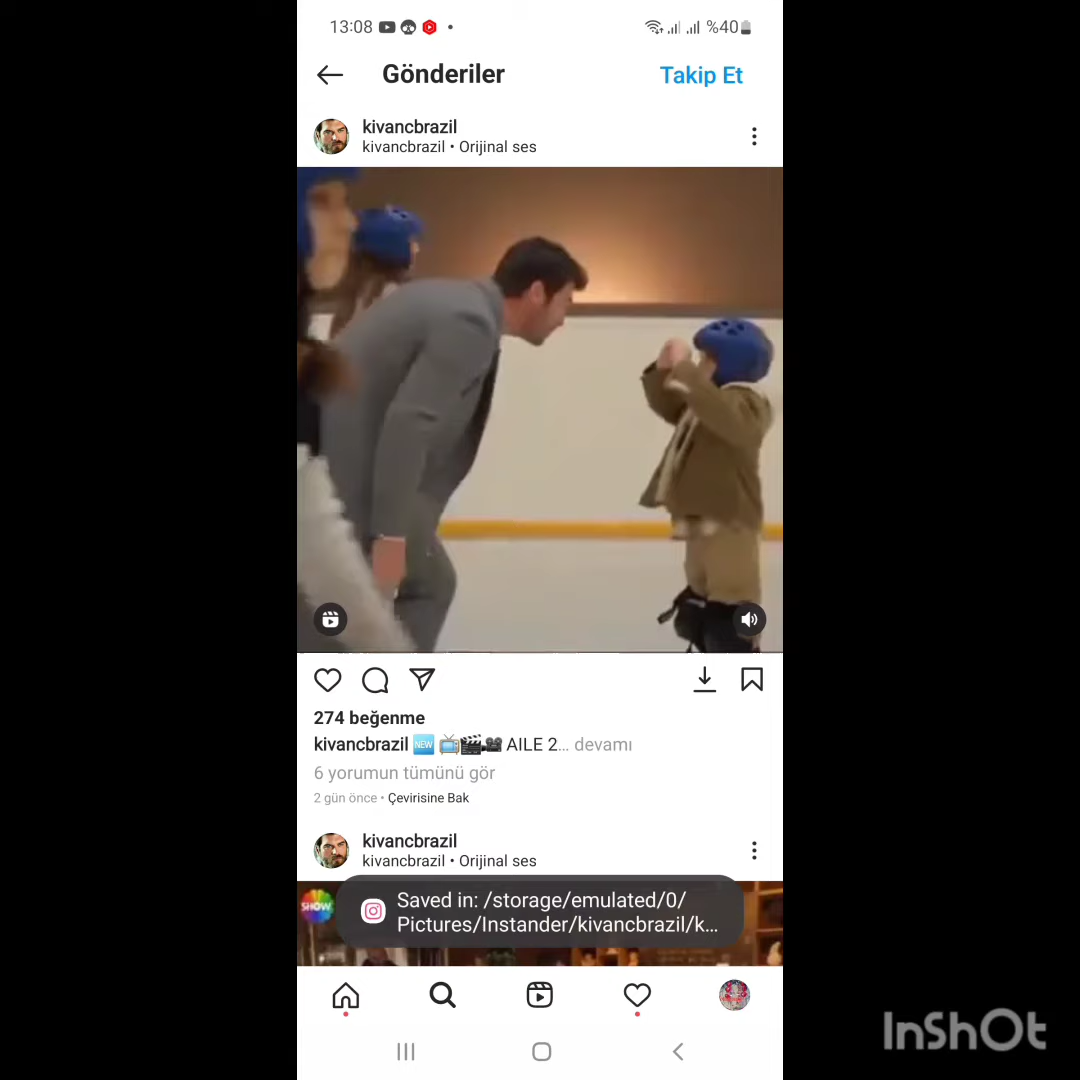 13:08 %40
Gönderiler Takip Et
kivancbrazil
kivancbrazil • Orijinal ses
274 beğenme
kivancbrazil 🆕 📺🎬🎥 AILE 2... devamı
6 yorumun tümünü gör
2 gün önce • Çevirisine Bak
kivancbrazil
kivancbrazil • Orijinal ses
SHOW
Saved in: /storage/emulated/0/
Pictures/Instander/kivancbrazil/k...
InShOt